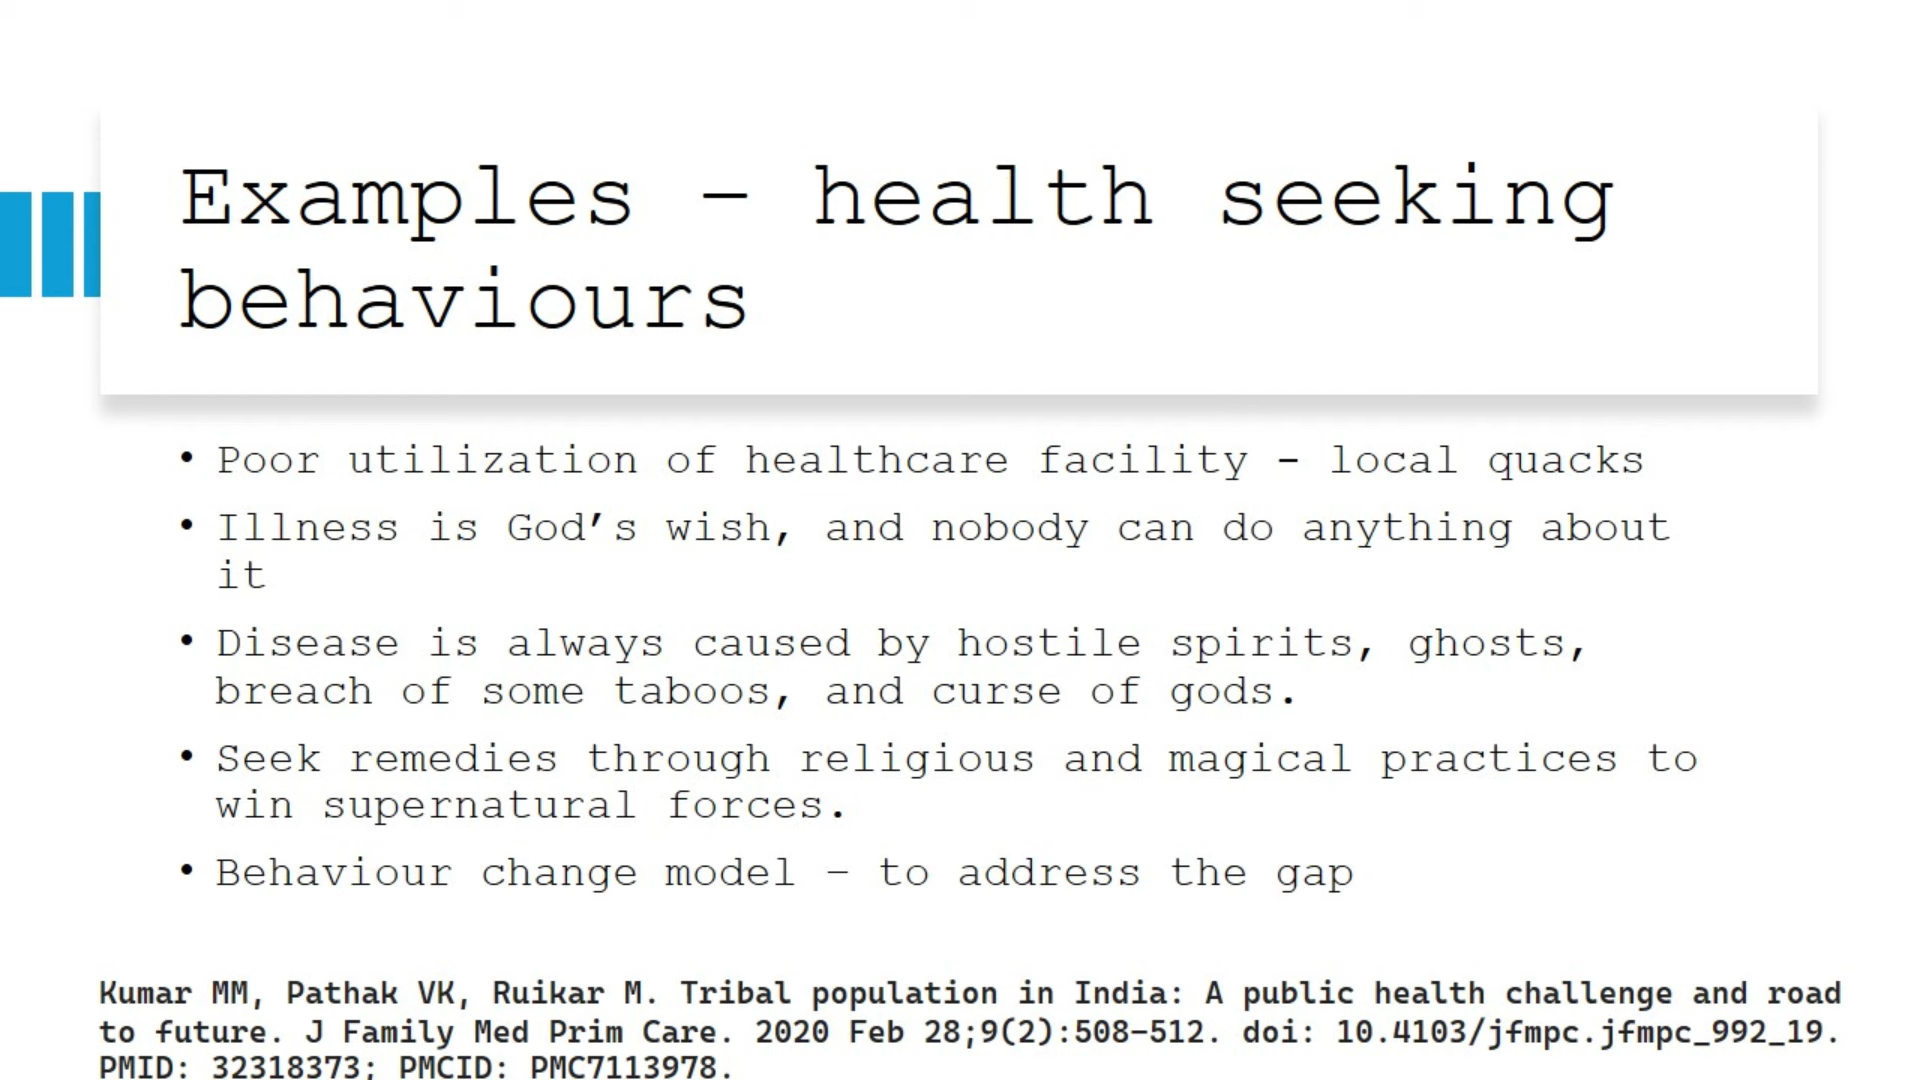 Examples – health seeking
behaviours
• Poor utilization of healthcare facility - local quacks
• Illness is God’s wish, and nobody can do anything about
it
• Disease is always caused by hostile spirits, ghosts,
breach of some taboos, and curse of gods.
• Seek remedies through religious and magical practices to
win supernatural forces.
• Behaviour change model – to address the gap
Kumar MM, Pathak VK, Ruikar M. Tribal population in India: A public health challenge and road
to future. J Family Med Prim Care. 2020 Feb 28;9(2):508-512. doi: 10.4103/jfmpc.jfmpc_992_19.
PMID: 32318373; PMCID: PMC7113978.